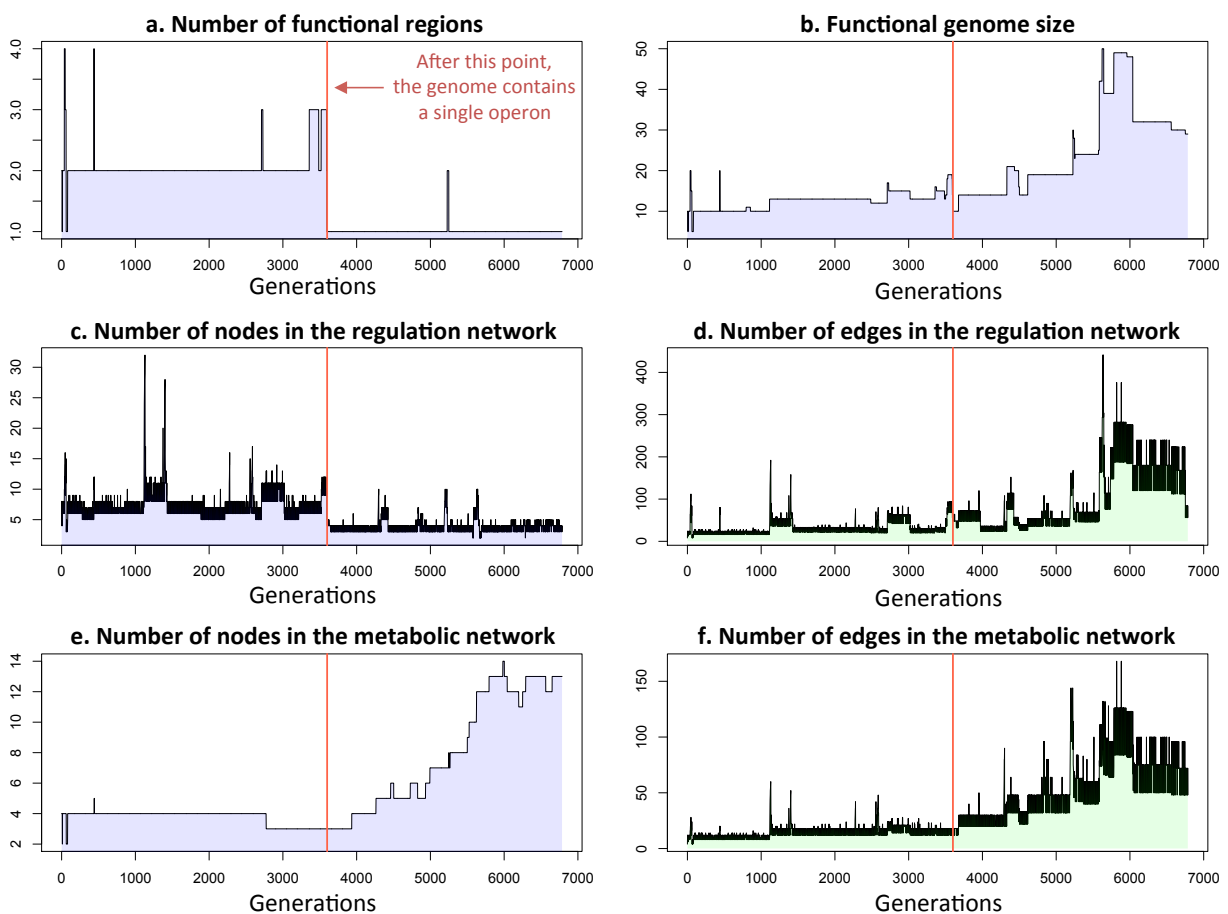 a. Number of functional regions
4.0
3.0
2.0
1.0
After this point,
the genome contains
a single operon
0 1000 2000 3000 4000 5000 6000 7000
Generations
b. Functional genome size
50
40
30
20
10
0 1000 2000 3000 4000 5000 6000 7000
Generations
c. Number of nodes in the regulation network
30
25
20
15
10
5
0 1000 2000 3000 4000 5000 6000 7000
Generations
d. Number of edges in the regulation network
400
300
200
100
0
0 1000 2000 3000 4000 5000 6000 7000
Generations
e. Number of nodes in the metabolic network
14
12
10
8
6
4
2
0 1000 2000 3000 4000 5000 6000 7000
Generations
f. Number of edges in the metabolic network
150
100
50
0
0 1000 2000 3000 4000 5000 6000 7000
Generations